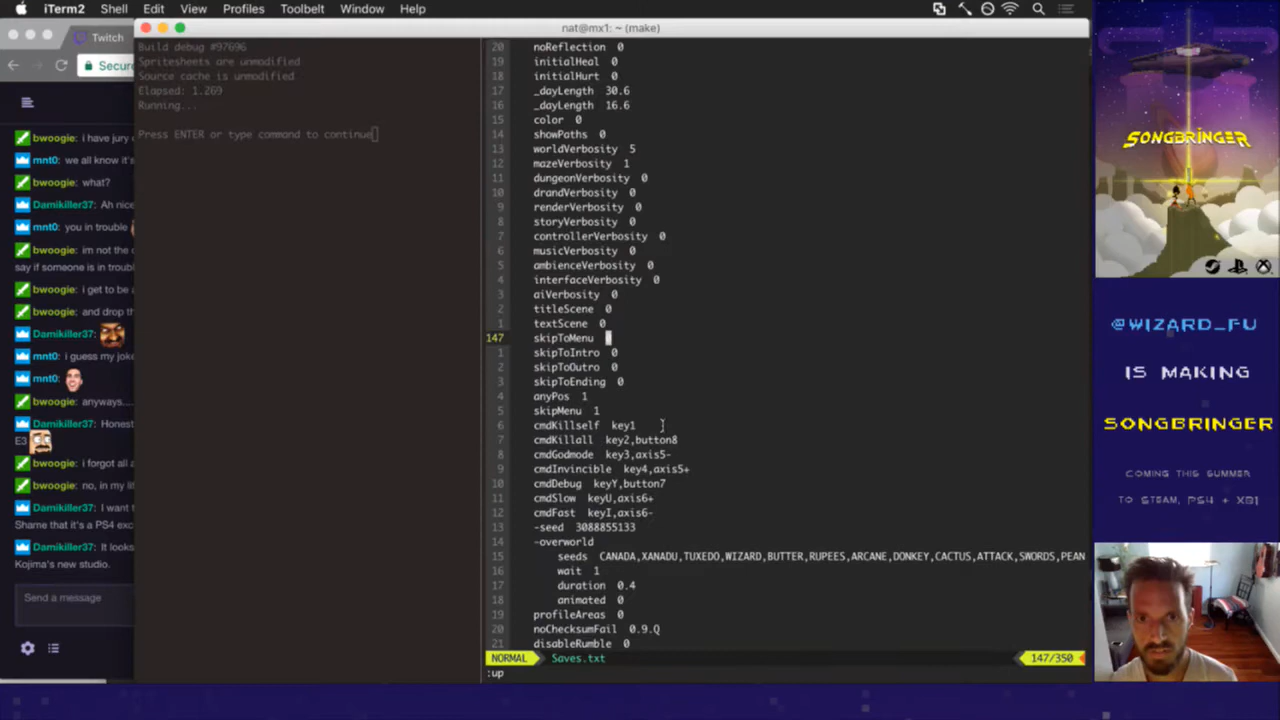 iTerm2 Shell Edit View Profiles Toolbelt Window Help
Twitch
nat@mx1: ~ (make)
Secure
Build debug #97696
Spritesheets are unmodified
Source cache is unmodified
Elapsed: 1.269
Running...
Press ENTER or type command to continue
bwoogie: i have jury
mnt0: we all know it's
bwoogie: what?
Damikiller37: Ah nice
mnt0: you in trouble
bwoogie: im not the
say if someone is in troubl
bwoogie: i get to be a
bwoogie: and drop th
Damikiller37:
mnt0: i guess my joke
mnt0:
bwoogie: anyways....
Damikiller37: Honest
E3
bwoogie: i forgot all a
bwoogie: no, in my lif
Damikiller37: I want t
Shame that it's a PS4 exc
Damikiller37: It looks
Kojima's new studio.
Send a message
20 noReflection 0
19 initialHeal 0
18 initialHurt 0
17 _dayLength 30.6
16 _dayLength 16.6
15 color 0
14 showPaths 0
13 worldVerbosity 5
12 mazeVerbosity 1
11 dungeonVerbosity 0
10 drandVerbosity 0
9 renderVerbosity 0
8 storyVerbosity 0
7 controllerVerbosity 0
6 musicVerbosity 0
5 ambienceVerbosity 0
4 interfaceVerbosity 0
3 aiVerbosity 0
2 titleScene 0
1 textScene 0
147 skipToMenu
1 skipToIntro 0
2 skipToOutro 0
3 skipToEnding 0
4 anyPos 1
5 skipMenu 1
6 cmdKillself key1
7 cmdKillall key2,button8
8 cmdGodmode key3,axis5-
9 cmdInvincible key4,axis5+
10 cmdDebug keyY,button7
11 cmdSlow keyU,axis6+
12 cmdFast keyI,axis6-
13 -seed 3088855133
14 -overworld
15 seeds CANADA,XANADU,TUXEDO,WIZARD,BUTTER,RUPEES,ARCANE,DONKEY,CACTUS,ATTACK,SWORDS,PEAN
16 wait 1
17 duration 0.4
18 animated 0
19 profileAreas 0
20 noChecksumFail 0.9.Q
21 disableRumble 0
NORMAL Saves.txt 147/350
:up
SONGBRINGER
@WIZARD_FU
IS MAKING
SONGBRINGER
COMING THIS SUMMER
TO STEAM, PS4 + XB1